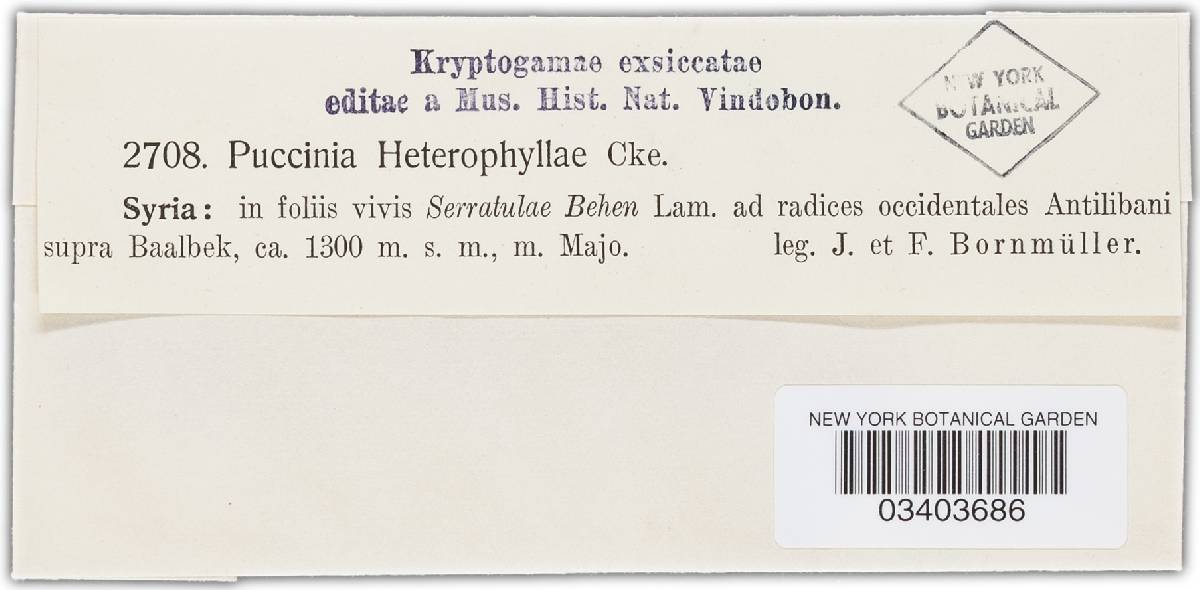 Kryptogamae exsiccatae
editae a Mus. Hist. Nat. Vindobon.
NEW YORK
BOTANICAL
GARDEN
2708. Puccinia Heterophyllae Cke.
Syria: in foliis vivis Serratulae Behen Lam. ad radices occidentales Antilibani
supra Baalbek, ca. 1300 m. s. m., m. Majo. leg. J. et F. Bornmüller.
NEW YORK BOTANICAL GARDEN
03403686